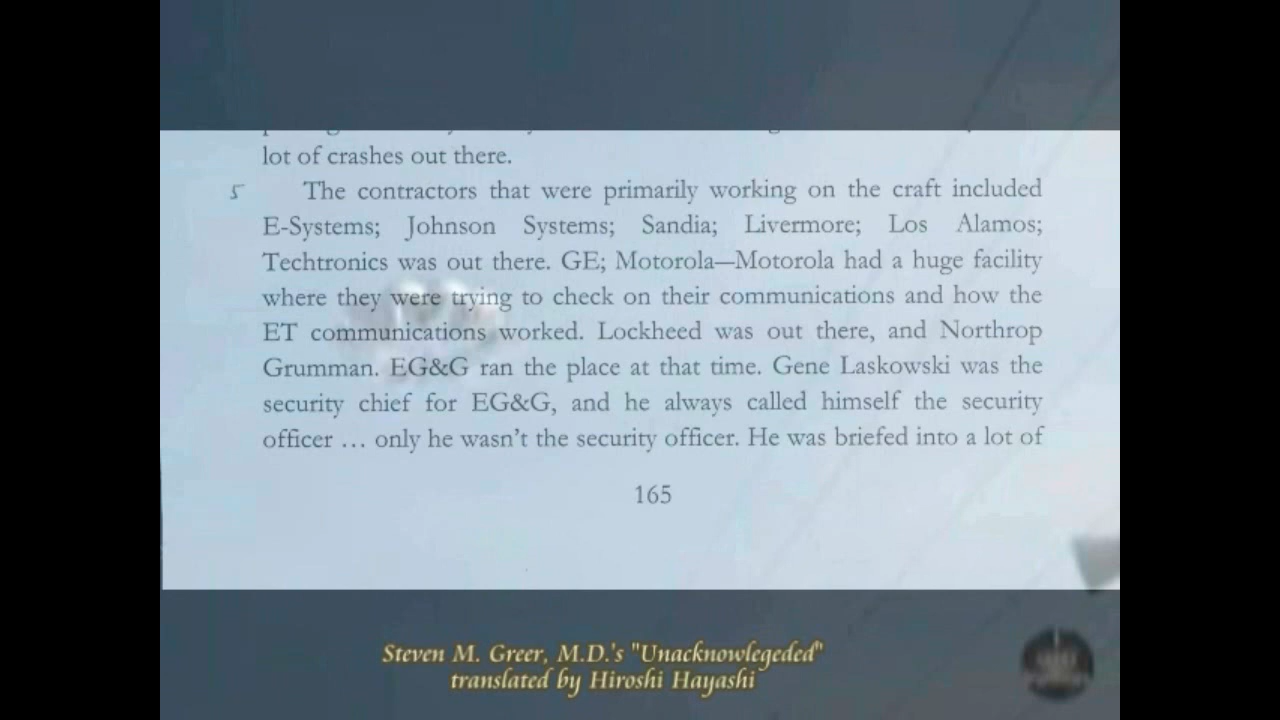 lot of crashes out there.
5 The contractors that were primarily working on the craft included
E-Systems; Johnson Systems; Sandia; Livermore; Los Alamos;
Techtronics was out there. GE; Motorola—Motorola had a huge facility
where they were trying to check on their communications and how the
ET communications worked. Lockheed was out there, and Northrop
Grumman. EG&G ran the place at that time. Gene Laskowski was the
security chief for EG&G, and he always called himself the security
officer … only he wasn't the security officer. He was briefed into a lot of
165
Steven M. Greer, M.D.'s "Unacknowlegeded"
translated by Hiroshi Hayashi